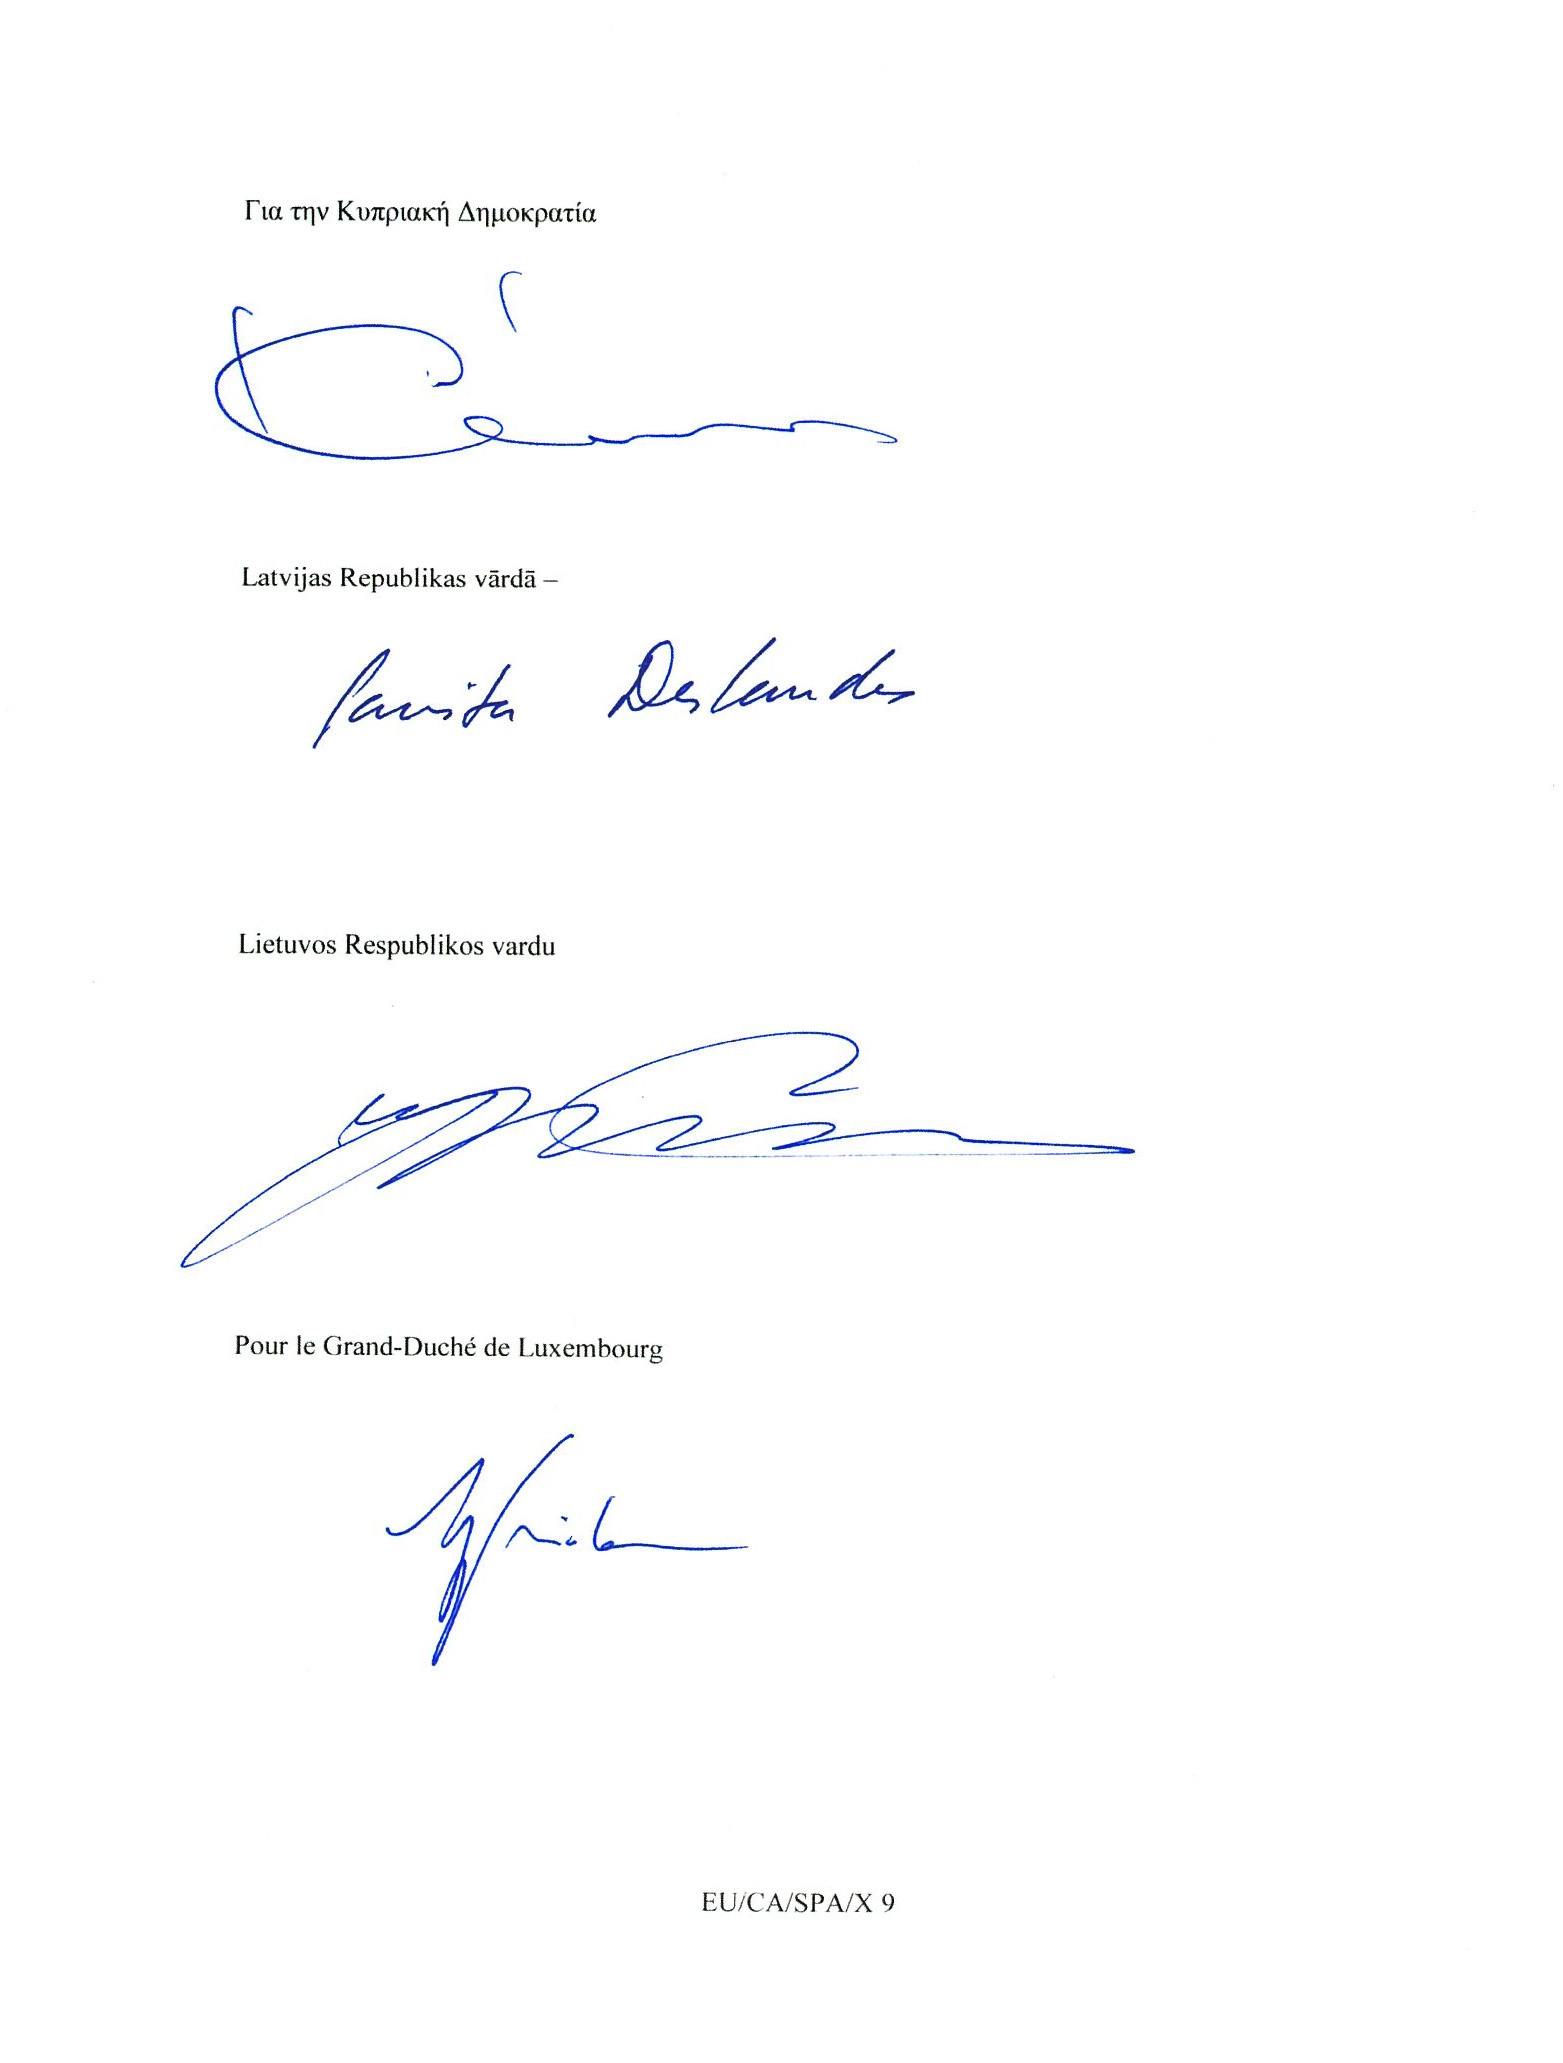 Για την Κυπριακή Δημοκρατία
Latvijas Republikas vārdā –
Deslandes
Lietuvos Respublikos vardu
Pour le Grand-Duché de Luxembourg
EU/CA/SPA/X 9